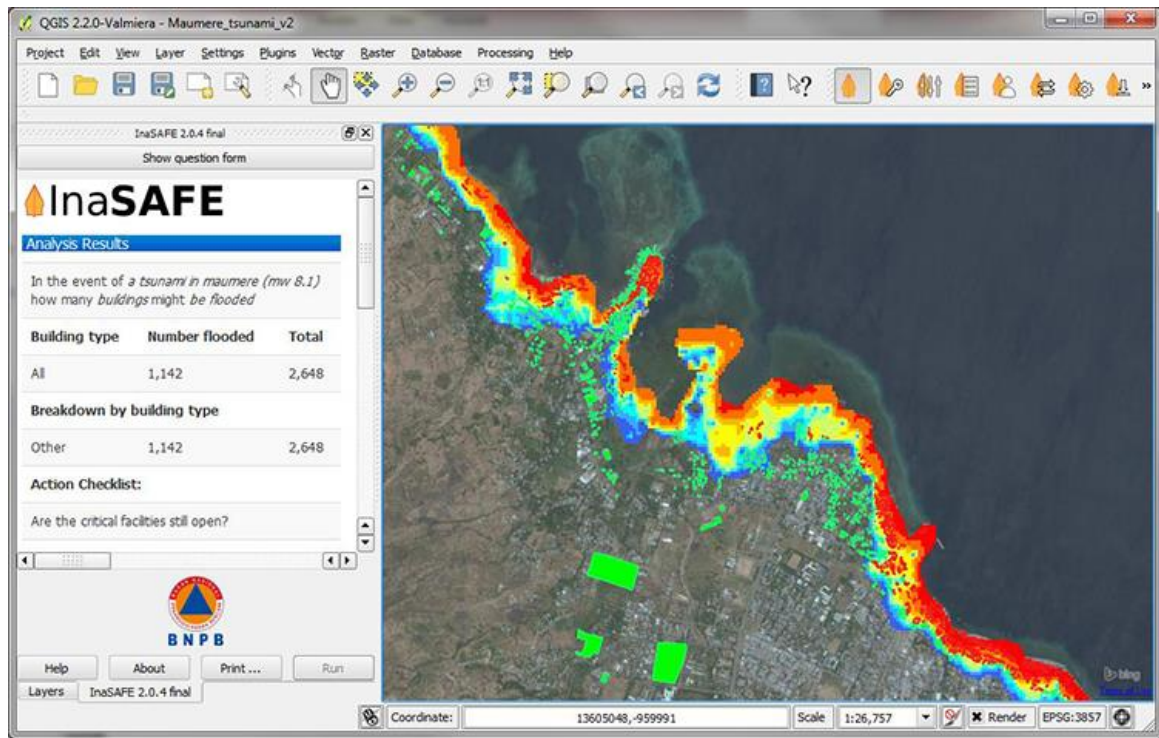 QGIS 2.2.0-Valmiera - Maumere_tsunami_v2
Project Edit View Layer Settings Plugins Vector Raster Database Processing Help
InaSAFE 2.0.4 final
Show question form
InaSAFE
Analysis Results
In the event of a tsunami in maumere (mw 8.1)
how many buildings might be flooded
Building type Number flooded Total
All 1,142 2,648
Breakdown by building type
Other 1,142 2,648
Action Checklist:
Are the critical facilities still open?
BNPB
Help About Print ... Run
Layers InaSAFE 2.0.4 final
bing
Coordinate: 13605048,-959991 Scale 1:26,757 Render EPSG:3857